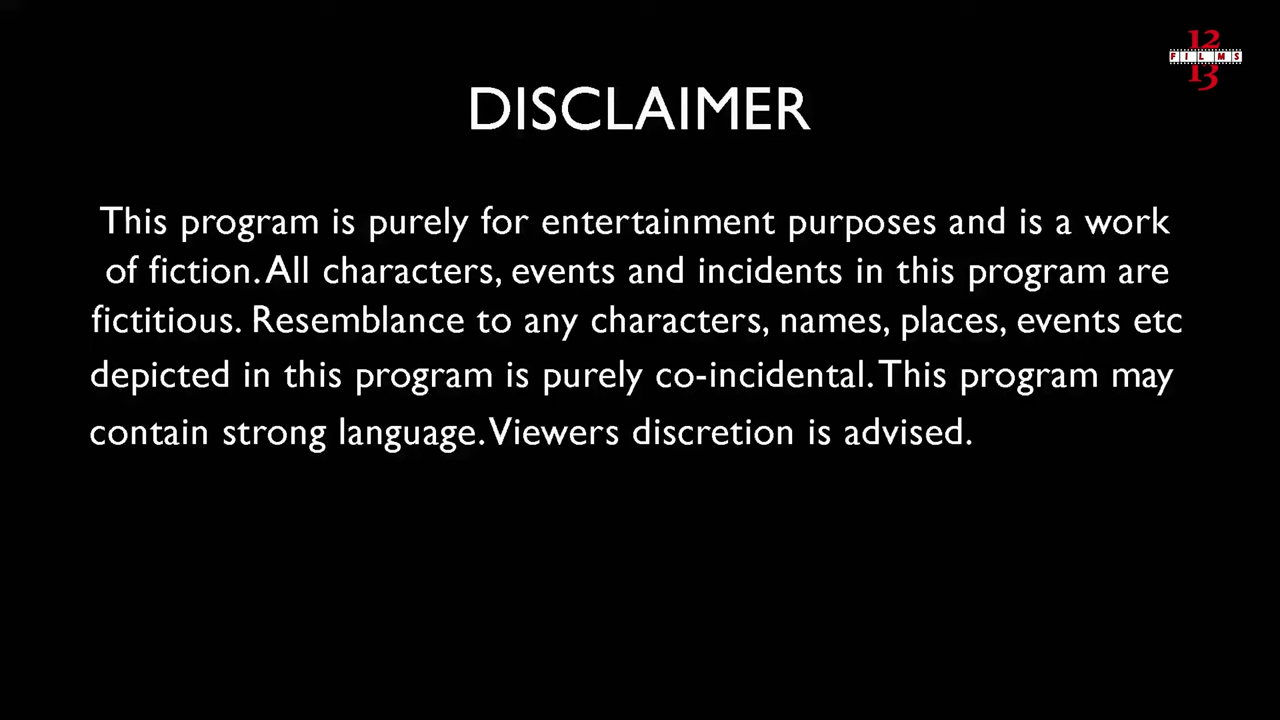 12
FILMS
13
DISCLAIMER
This program is purely for entertainment purposes and is a work
of fiction. All characters, events and incidents in this program are
fictitious. Resemblance to any characters, names, places, events etc
depicted in this program is purely co-incidental. This program may
contain strong language. Viewers discretion is advised.